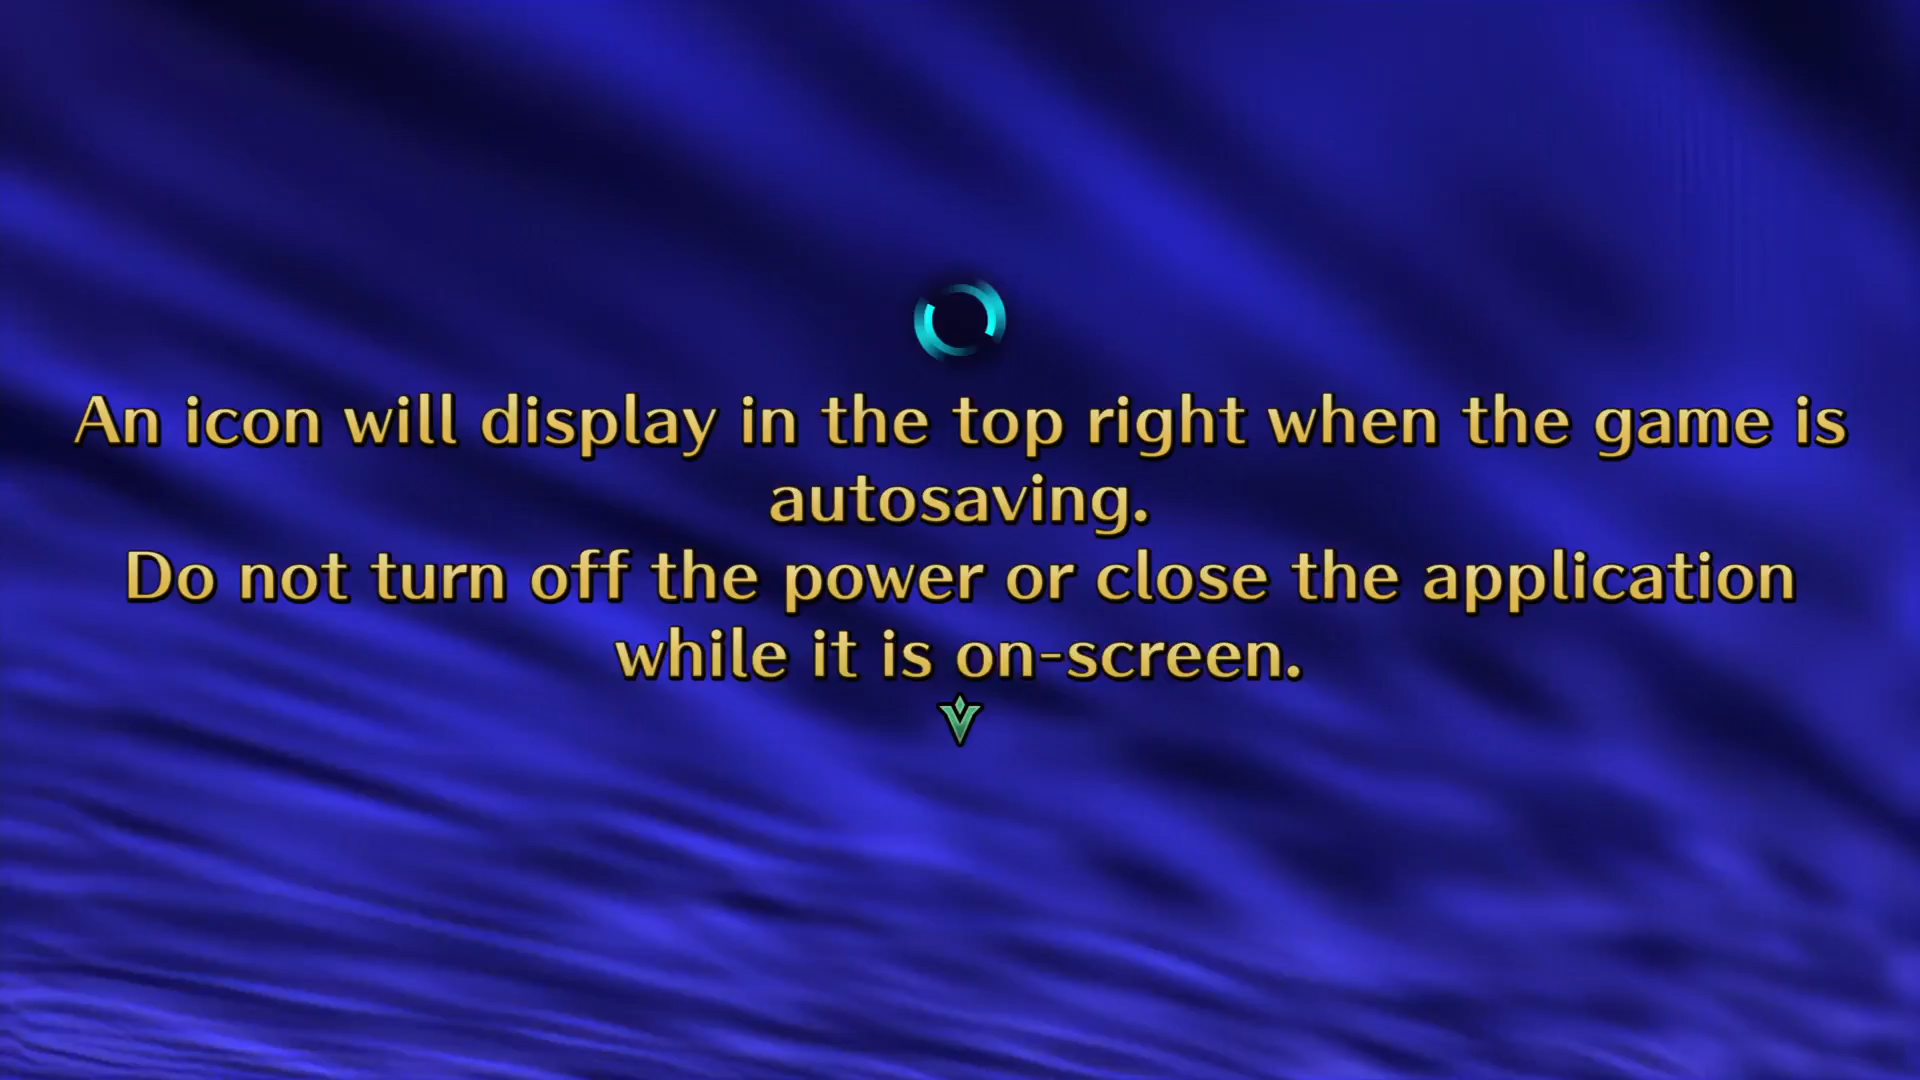 An icon will display in the top right when the game is
autosaving.
Do not turn off the power or close the application
while it is on-screen.